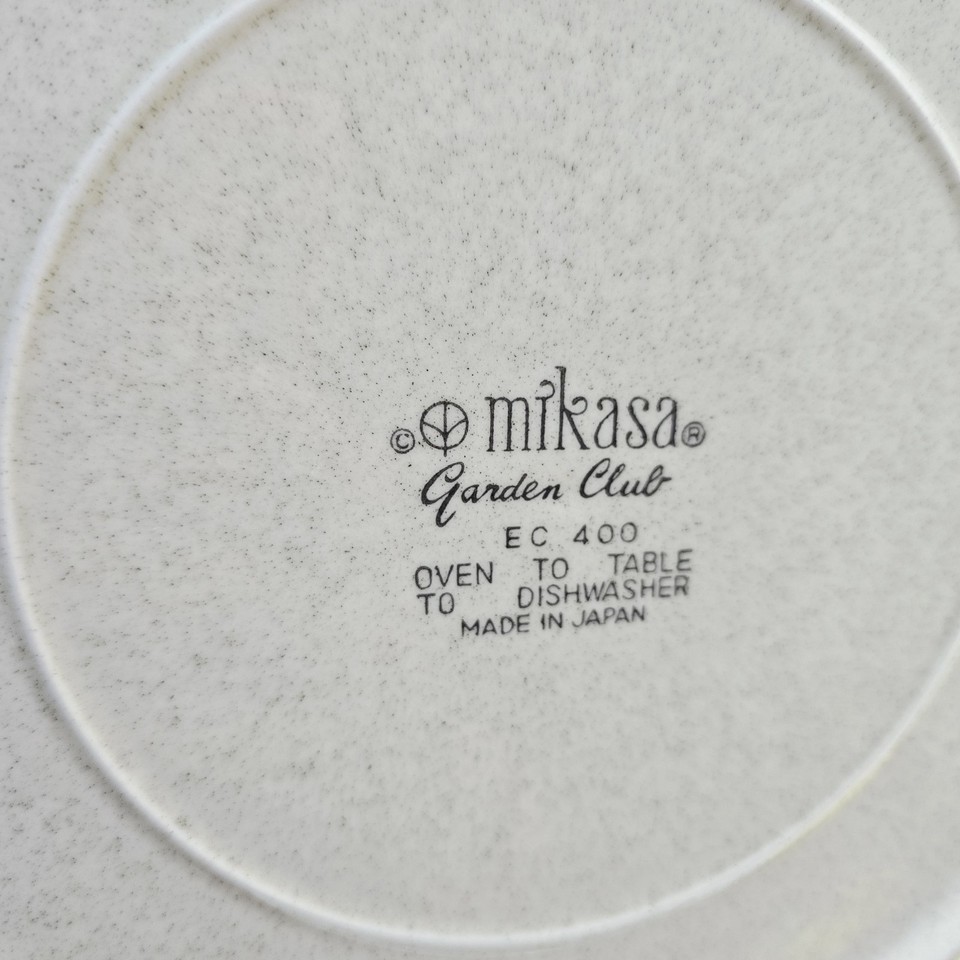 © mikasa®
Garden Club
EC 400
OVEN TO TABLE
TO DISHWASHER
MADE IN JAPAN